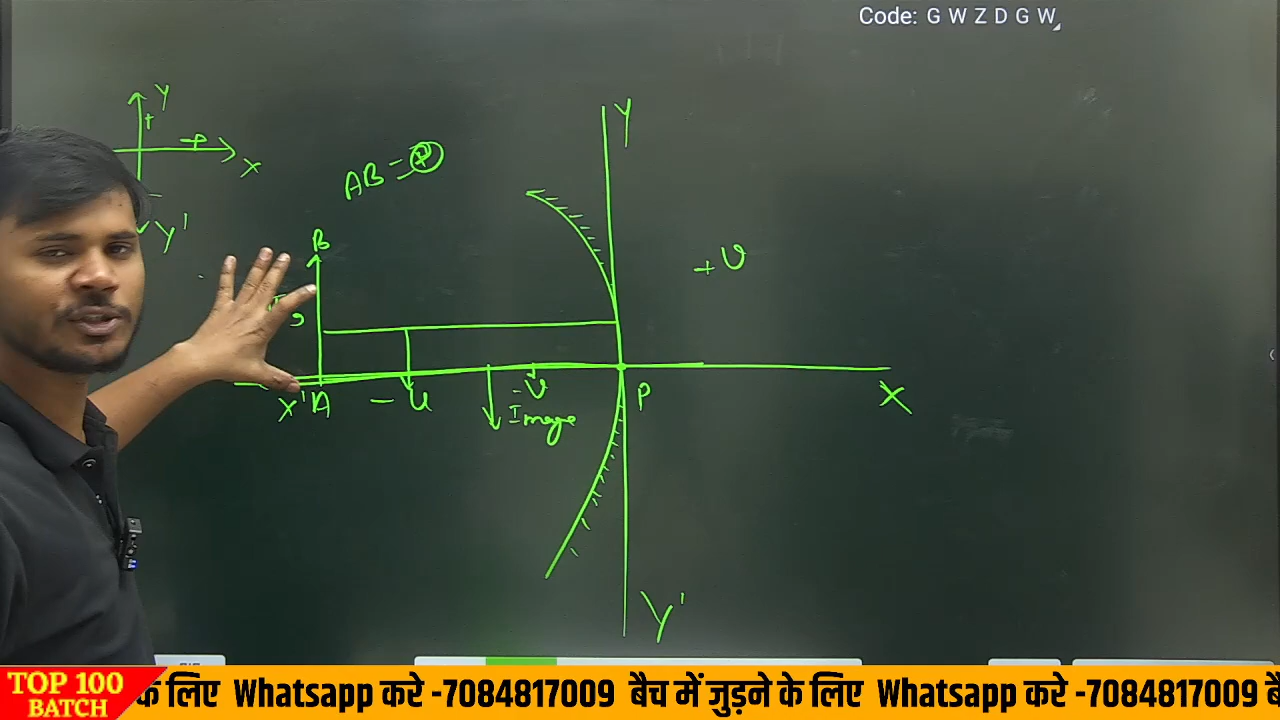 Code: G W Z D G W
Y
+
+
X
-
Y'
Y
AB = +
B
+v
X'
A
- u
- v
Image
P
X
Y'
TOP 100
BATCH
के लिए Whatsapp करे -7084817009 बैच में जुड़ने के लिए Whatsapp करे -7084817009 बै